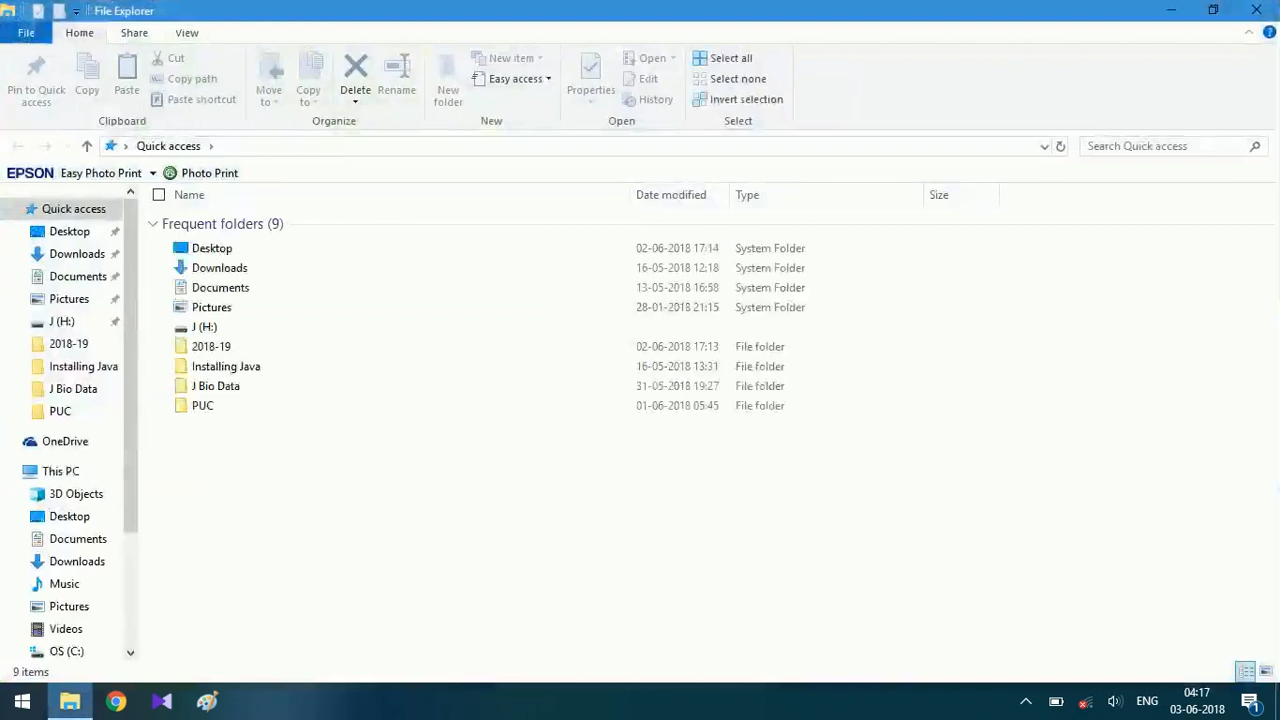 File Explorer
File Home Share View
Pin to Quick access
Copy
Paste
Cut
Copy path
Paste shortcut
Clipboard
Move to
Copy to
Delete
Rename
Organize
New folder
New item
Easy access
New
Properties
Open
Edit
History
Open
Select all
Select none
Invert selection
Select
Quick access
Search Quick access
EPSON Easy Photo Print Photo Print
Name Date modified Type Size
Quick access
Desktop
Downloads
Documents
Pictures
J (H:)
2018-19
Installing Java
J Bio Data
PUC
OneDrive
This PC
3D Objects
Desktop
Documents
Downloads
Music
Pictures
Videos
OS (C:)
Frequent folders (9)
Desktop 02-06-2018 17:14 System Folder
Downloads 16-05-2018 12:18 System Folder
Documents 13-05-2018 16:58 System Folder
Pictures 28-01-2018 21:15 System Folder
J (H:)
2018-19 02-06-2018 17:13 File folder
Installing Java 16-05-2018 13:31 File folder
J Bio Data 31-05-2018 19:27 File folder
PUC 01-06-2018 05:45 File folder
9 items
ENG
04:17
03-06-2018
1